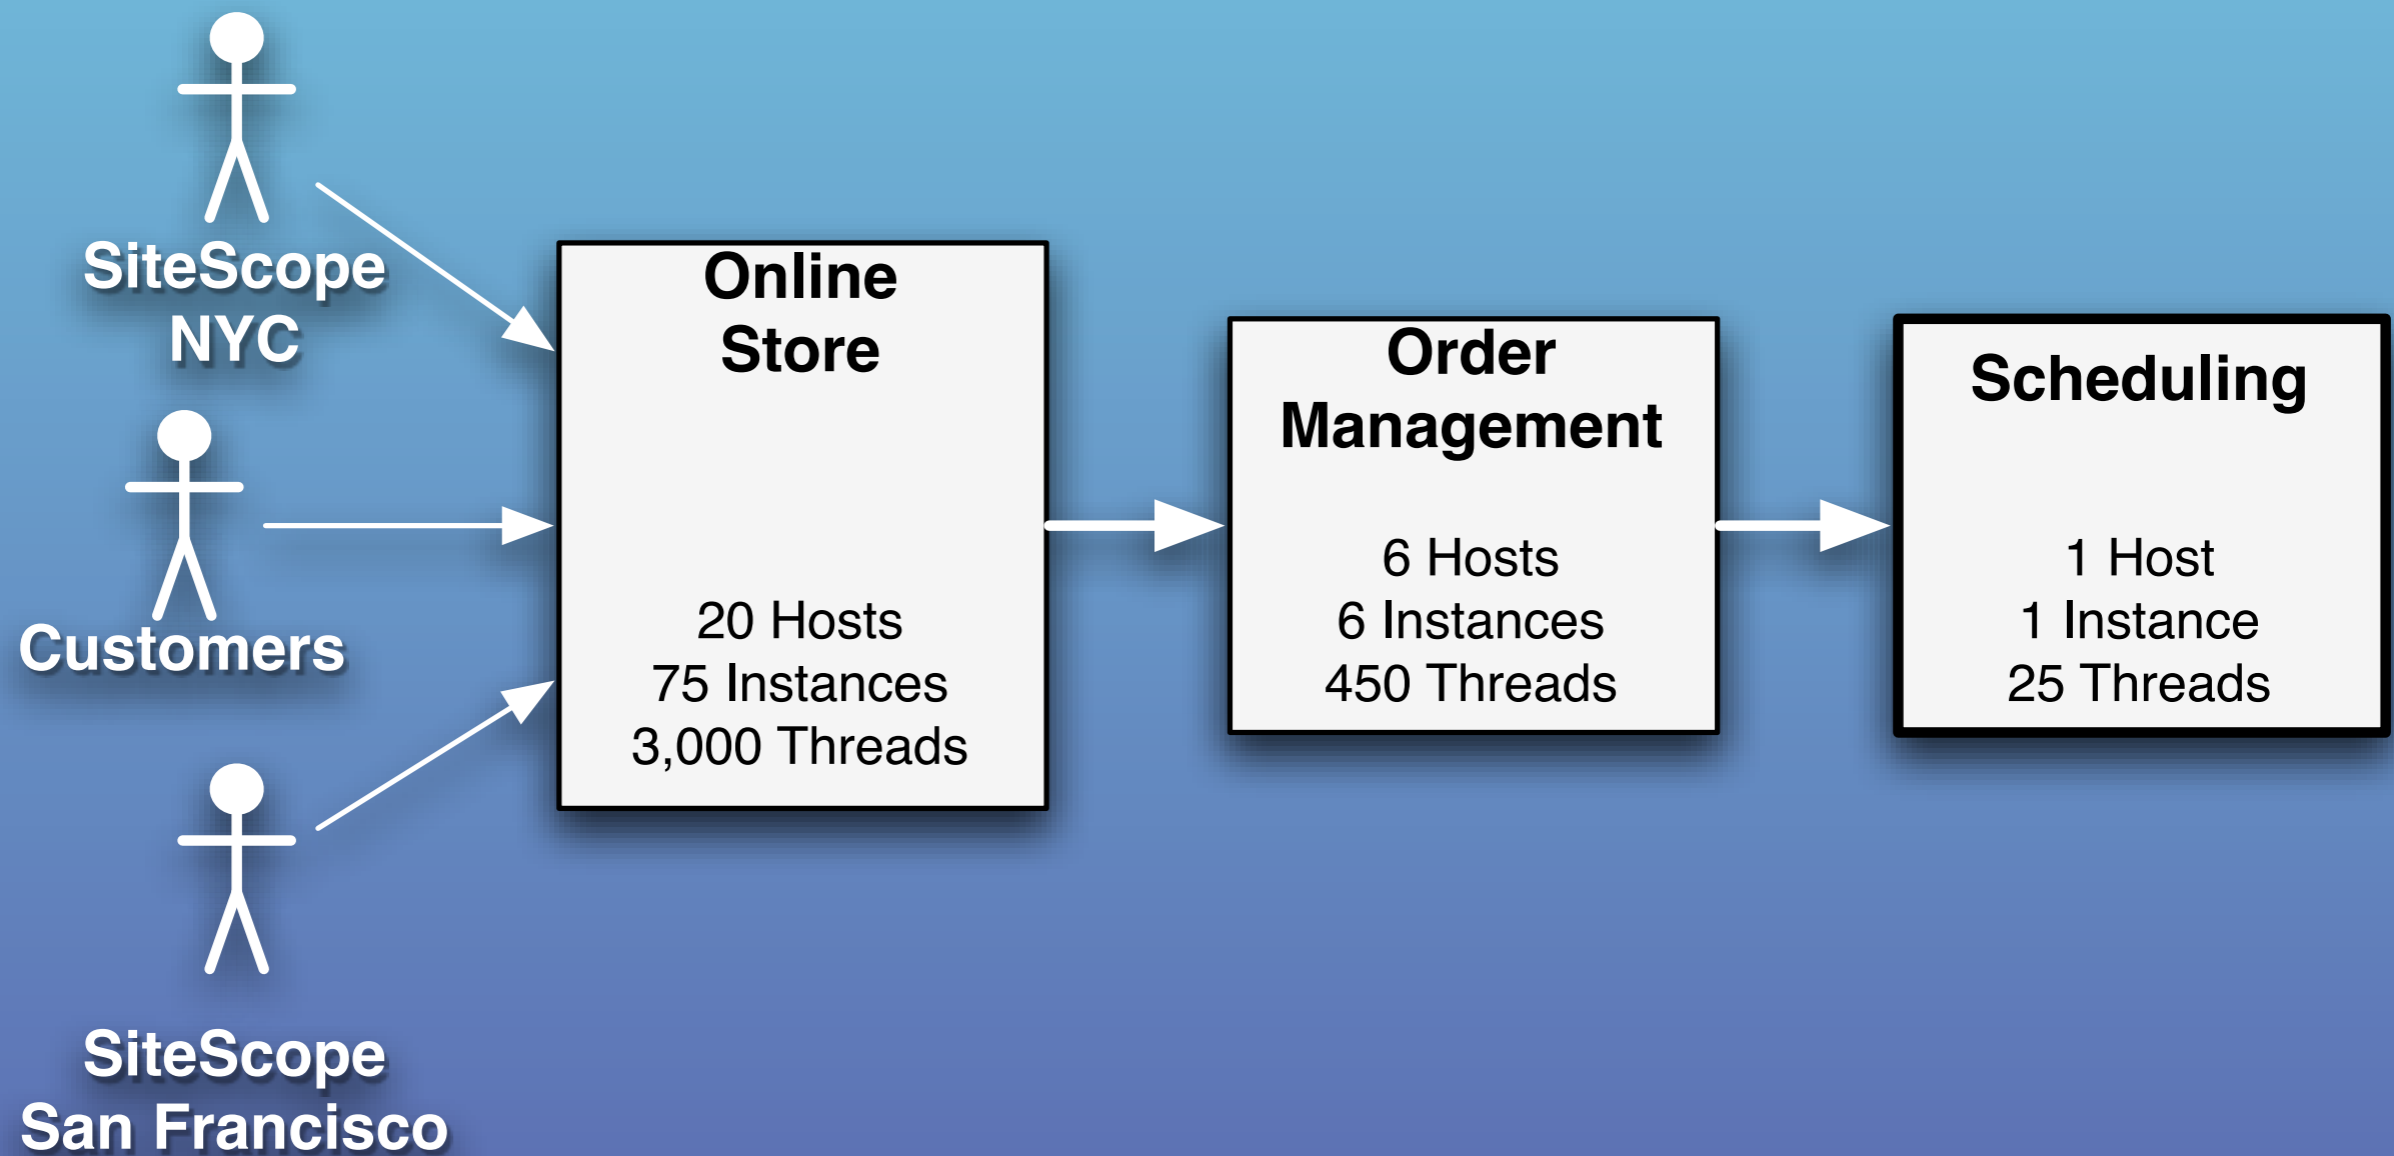 SiteScope
NYC
Customers
SiteScope
San Francisco
Online
Store
20 Hosts
75 Instances
3,000 Threads
Order
Management
6 Hosts
6 Instances
450 Threads
Scheduling
1 Host
1 Instance
25 Threads